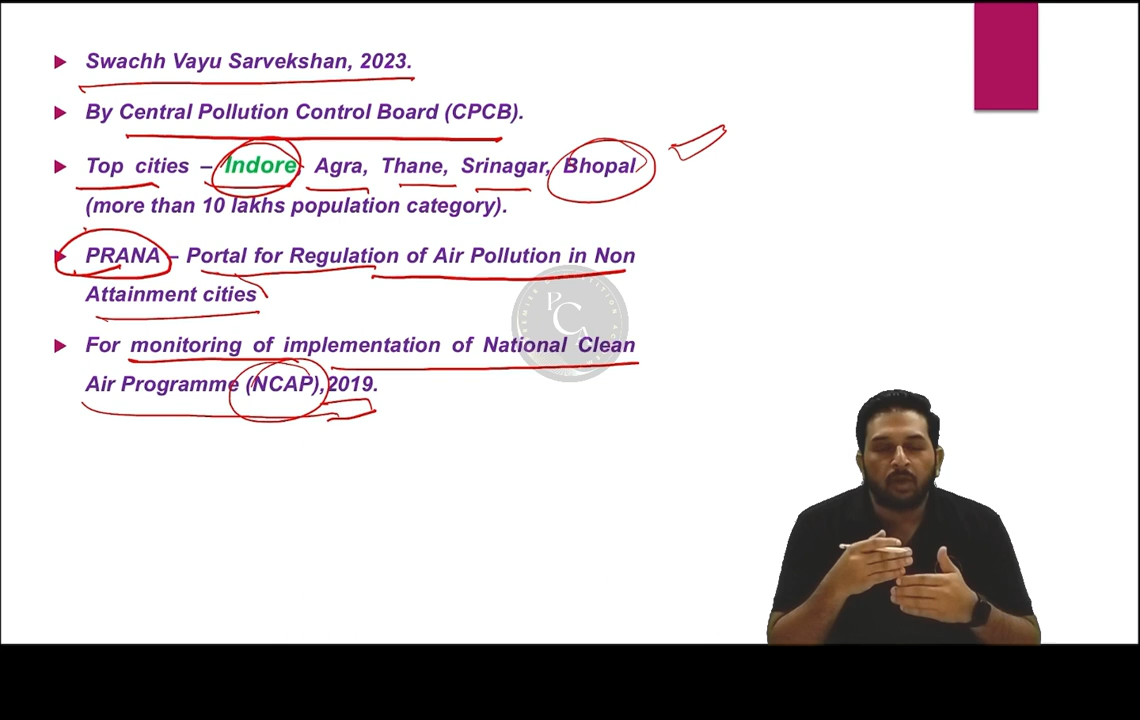 Swachh Vayu Sarvekshan, 2023.
By Central Pollution Control Board (CPCB).
Top cities – Indore, Agra, Thane, Srinagar, Bhopal
(more than 10 lakhs population category).
PRANA – Portal for Regulation of Air Pollution in Non
Attainment cities
For monitoring of implementation of National Clean
Air Programme (NCAP),2019.